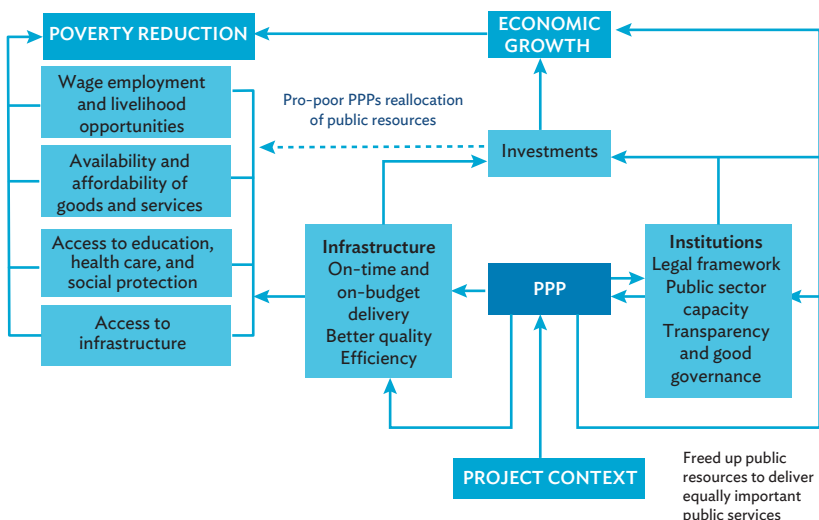 POVERTY REDUCTION
ECONOMIC
GROWTH
Wage employment
and livelihood
opportunities
Pro-poor PPPs reallocation
of public resources
Investments
Availability and
affordability of
goods and services
Access to education,
health care, and
social protection
Access to
infrastructure
Infrastructure
On-time and
on-budget
delivery
Better quality
Efficiency
PPP
Institutions
Legal framework
Public sector
capacity
Transparency
and good
governance
PROJECT CONTEXT
Freed up public
resources to deliver
equally important
public services